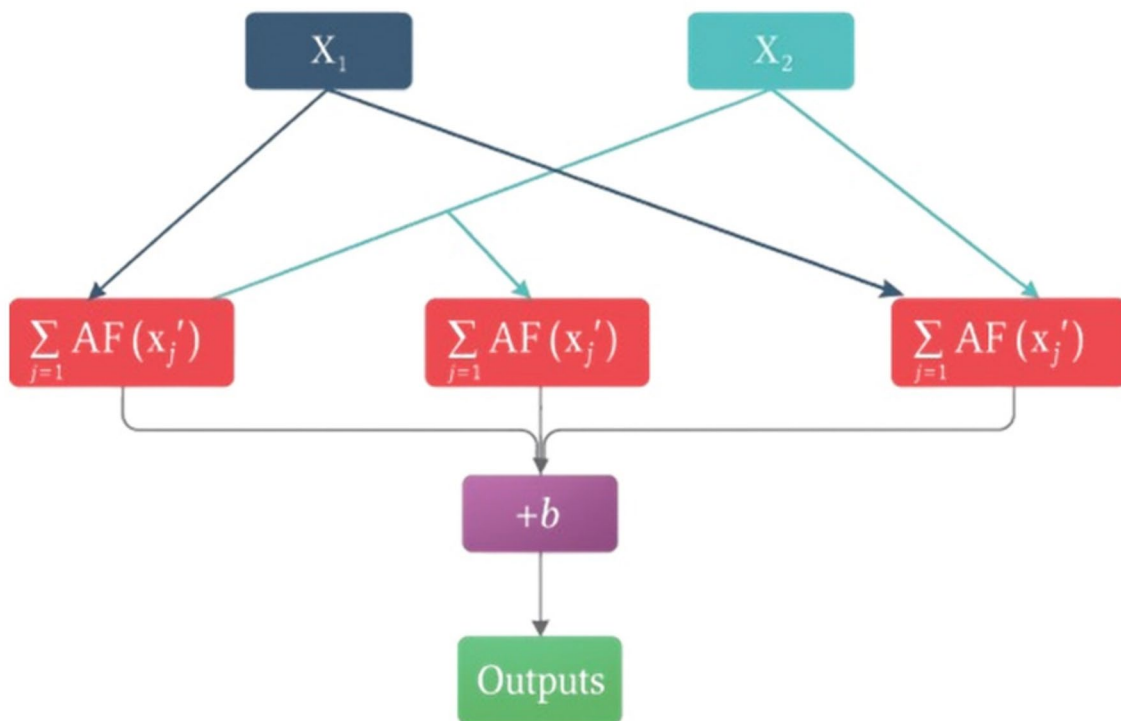 X₁
X₂
∑ AF(xⱼ′)
j=1
∑ AF(xⱼ′)
j=1
∑ AF(xⱼ′)
j=1
+b
Outputs